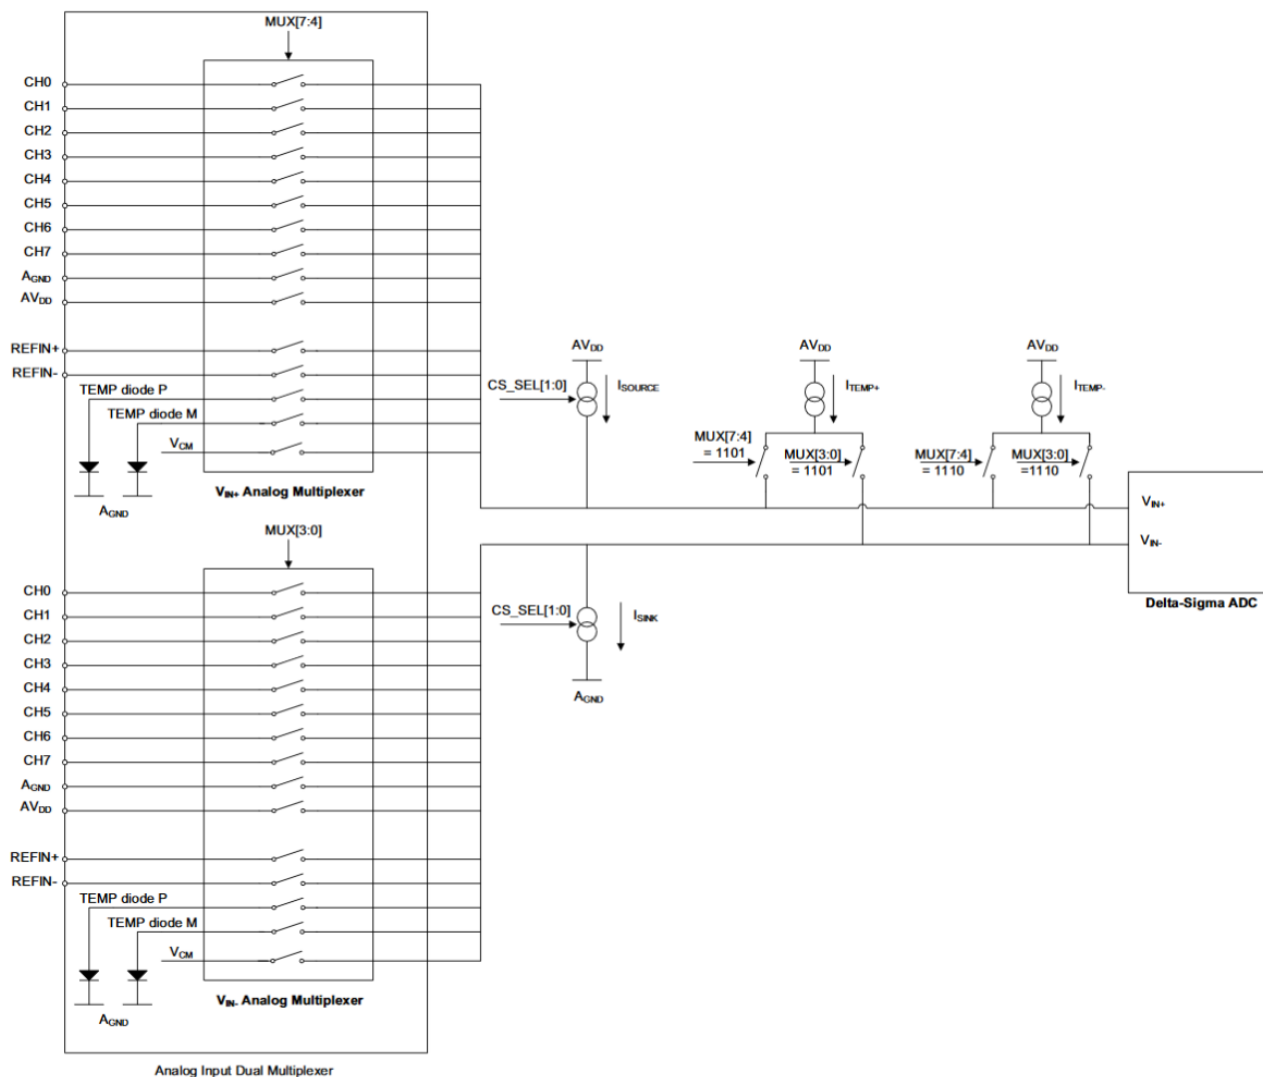 MUX[7:4]
CH0
CH1
CH2
CH3
CH4
CH5
CH6
CH7
AGND
AVDD
REFIN+
REFIN-
TEMP diode P
TEMP diode M
VCM
AGND
VIN+ Analog Multiplexer
MUX[3:0]
CH0
CH1
CH2
CH3
CH4
CH5
CH6
CH7
AGND
AVDD
REFIN+
REFIN-
TEMP diode P
TEMP diode M
VCM
AGND
VIN- Analog Multiplexer
Analog Input Dual Multiplexer
AVDD
CS_SEL[1:0]
ISOURCE
CS_SEL[1:0]
ISINK
AGND
AVDD
ITEMP+
MUX[7:4]
= 1101
MUX[3:0]
= 1101
AVDD
ITEMP-
MUX[7:4]
= 1110
MUX[3:0]
=1110
VIN+
VIN-
Delta-Sigma ADC